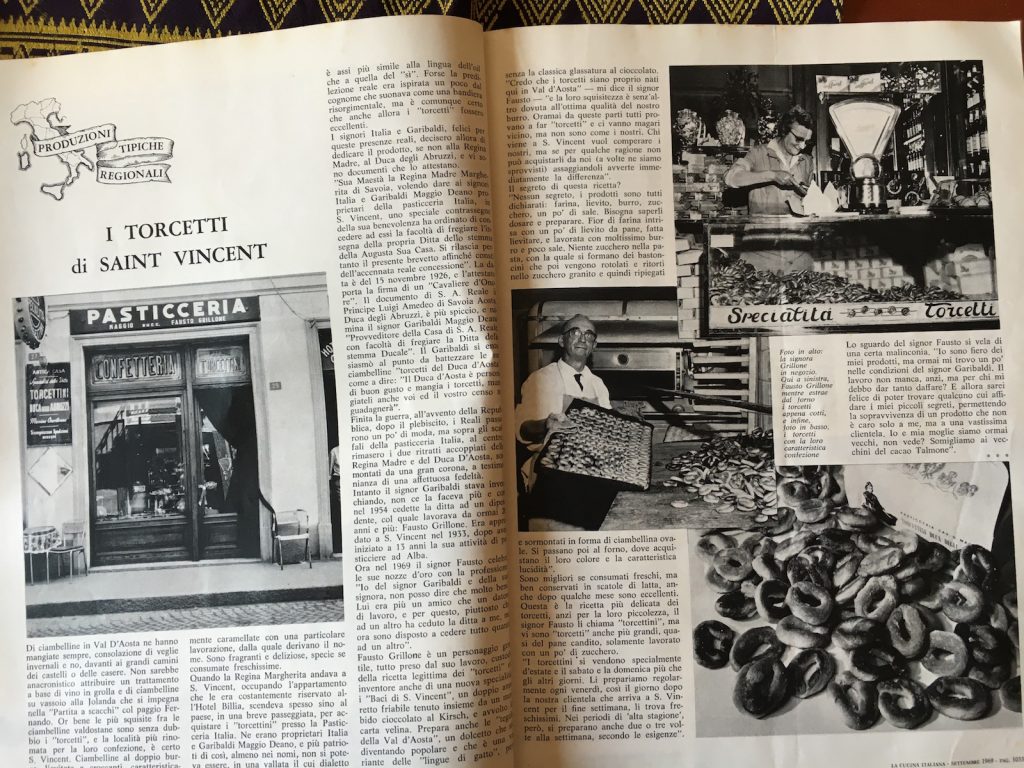 PRODUZIONI
TIPICHE
REGIONALI
I TORCETTI
di SAINT VINCENT
PASTICCERIA
MAGGIO succ. FAUSTO GRILLONE
CONFETTERIA
TORCETTINI
Di ciambelline in Val D'Aosta ne hanno
mangiate sempre, consolazione di veglie
invernali e no, davanti ai grandi camini
dei castelli o delle casere. Non sarebbe
anacronistico attribuire un trattamento
a base di vino in grolla e di ciambelline
su vassoio alla Jolanda che si impegna
nella "Partita a scacchi" col paggio Fer-
nando. Or bene le più squisite fra le
ciambelline valdostane sono senza dub-
bio i "torcetti", e la località più rino-
mata per la loro confezione, è certo
S. Vincent. Ciambelline al doppio bur-
mente caramellate con una particolare
lavorazione, dalla quale derivano il no-
me. Sono fragranti e deliziose, specie se
consumate freschissime.
Quando la Regina Margherita andava a
S. Vincent, occupando l'appartamento
che le era costantemente riservato al-
l'Hotel Billia, scendeva spesso sino al
paese, in una breve passeggiata, per ac-
quistare i "torcetti" presso la Pasticc-
eria Italia. Ne erano proprietari Italia
e Garibaldi Maggio Deano, e più patrio-
ti di così, almeno nei nomi, non si pote-
va essere, in una vallata il cui dialetto
è assi più simile alla lingua dell'oil
che a quella del "sì". Forse la predi-
lezione reale era ispirata un poco dal
cognome che suonava come una bandiera
risorgimentale, ma è comunque certo
che anche allora i "torcetti" fossero
eccellenti.
I signori Italia e Garibaldi, felici per
queste presenze reali, decisero allora di
dedicare il prodotto, se non alla Regina
Madre, al Duca degli Abruzzi, e vi so-
no documenti che lo attestano.
"Sua Maestà la Regina Madre Marghe-
rita di Savoia, volendo dare ai signori
Italia e Garibaldi Maggio Deano pro-
prietari della pasticceria Italia, in
S. Vincent, uno speciale contrassegno
della sua benevolenza ha ordinato di con-
cedere ad essi la facoltà di fregiare l'in-
segna della propria Ditta dello stemma
della Augusta Sua Casa. Si rilascia per-
tanto il presente brevetto affinché consti
dell'accennata reale concessione". La da-
ta è del 15 novembre 1926, e l'attestato
porta la firma di un "Cavaliere d'Ono-
re". Il documento di S. A. Reale il
Principe Luigi Amedeo di Savoia Aosta,
Duca degli Abruzzi, è più spiccio, e no-
mina il signor Garibaldi Maggio Deano
"Provveditore della Casa di S. A. Reale
con facoltà di fregiare la Ditta dello
stemma Ducale". Il Garibaldi si entu-
siasmò al punto da battezzare le sue
ciambelline "torcetti del Duca d'Aosta"
come a dire: "Il Duca d'Aosta è persona
di buon gusto e mangia i torcetti, man-
giateli anche voi ed il vostro censo ci
guadagnerà".
Finita la guerra, all'avvento della Repub-
blica, dopo il plebiscito, i Reali passa-
rono un po' di moda, ma sopra gli scaf-
fali della pasticceria Italia, al centro
rimasero i due ritratti accoppiati della
Regina Madre e del Duca D'Aosta, sor-
montati da una gran corona, a testimo-
nianza di una affettuosa fedeltà.
Intanto il signor Garibaldi stava invec-
chiando, non ce la faceva più e così
nel 1954 cedette la ditta ad un dipen-
dente, col quale lavorava da ormai 2
anni e più: Fausto Grillone. Era appro-
dato a S. Vincent nel 1933, dopo aver
iniziato a 13 anni la sua attività di pa-
sticcere ad Alba.
Ora nel 1969 il signor Fausto celebra
le sue nozze d'oro con la professione.
"Io del signor Garibaldi e della sua
signora, non posso dire che molto bene.
Lui era più un amico che un datore
di lavoro, e per questo, piuttosto che
ad un altro ha ceduto la ditta a me, ma
ora sono disposto a cedere tutto quanto
ad un altro".
Fausto Grillone è un personaggio gen-
tile, tutto preso dal suo lavoro, custode
della ricetta legittima dei "torcetti",
inventore anche di una nuova specialità:
i "Baci di S. Vincent", un doppio am-
retto friabile tenuto insieme da un mor-
bido cioccolato al Kirsch, e avvolto in
carta velina. Prepara anche le "tegole
della Val d'Aosta", un dolcetto che sta
diventando popolare e che è una va-
riante delle "lingue di gatto", per
senza la classica glassatura al cioccolato.
"Credo che i torcetti siano proprio nati
qui in Val d'Aosta" — mi dice il signor
Fausto — "e la loro squisitezza è senz'al-
tro dovuta all'ottima qualità del nostro
burro. Oramai da queste parti tutti pro-
vano a far "torcetti" e ci vanno magari
vicino, ma non sono come i nostri. Chi
viene a S. Vincent vuol comperare i
nostri, ma se per qualche ragione non
può acquistarli da noi (a volte ne siamo
sprovvisti) assaggiandoli avverte imme-
diatamente la differenza".
Il segreto di questa ricetta?
"Nessun segreto, i prodotti sono tutti
dichiarati: farina, lievito, burro, zuc-
chero, un po' di sale. Bisogna saperli
dosare e preparare. Fior di farina intri-
sa con un po' di lievito da pane, fatta
lievitare, e lavorata con moltissimo bur-
ro e poco sale. Niente zucchero nella pa-
sta, con la quale si formano dei bastonc-
cini che poi vengono rotolati e ritorti
nello zucchero granito e quindi ripiegati
Specialità Torcetti
Foto in alto:
la signora
Grillone
in negozio.
Qui a sinistra,
Fausto Grillone
mentre estrae
dal forno
i torcetti
appena cotti,
e infine,
foto in basso,
i torcetti
con la loro
caratteristica
confezione
Lo sguardo del signor Fausto si vela di
una certa malinconia. "Io sono fiero dei
miei prodotti, ma ormai mi trovo un po'
nelle condizioni del signor Garibaldi. Il
lavoro non manca, anzi, ma per chi mi
debbo dar tanto daffare? E allora sarei
felice di poter trovare qualcuno cui affi-
dare i miei piccoli segreti, permettendo
la sopravvivenza di un prodotto che non
è caro solo a me, ma a una vastissima
clientela. Io e mia moglie siamo ormai
vecchi, non vede? Somigliamo ai vec-
chini del cacao Talmone".
e sormontati in forma di ciambellina ova-
le. Si passano poi al forno, dove acqui-
stano il loro colore e la caratteristica
lucidità".
Sono migliori se consumati freschi, ma
ben conservati in scatole di latta, an-
che dopo qualche mese sono eccellenti.
Questa è la ricetta più delicata dei
torcetti, anzi per la loro piccolezza, il
signor Fausto li chiama "torcettini", ma
vi sono "torcetti" anche più grandi, qua-
si del pane candito, solamente lavorato
con un po' di zucchero.
"I torcettini si vendono specialmente
d'estate e il sabato e la domenica più che
gli altri giorni. Li prepariamo regolar-
mente ogni venerdì, così il giorno dopo
la nostra clientela che arriva a S. Vin-
cent per il fine settimana, li trova fre-
schissimi. Nei periodi di "alta stagione",
però, si preparano anche due o tre vol-
te alla settimana, secondo le esigenze".
LA CUCINA ITALIANA - SETTEMBRE 1969 - PAG. 1055